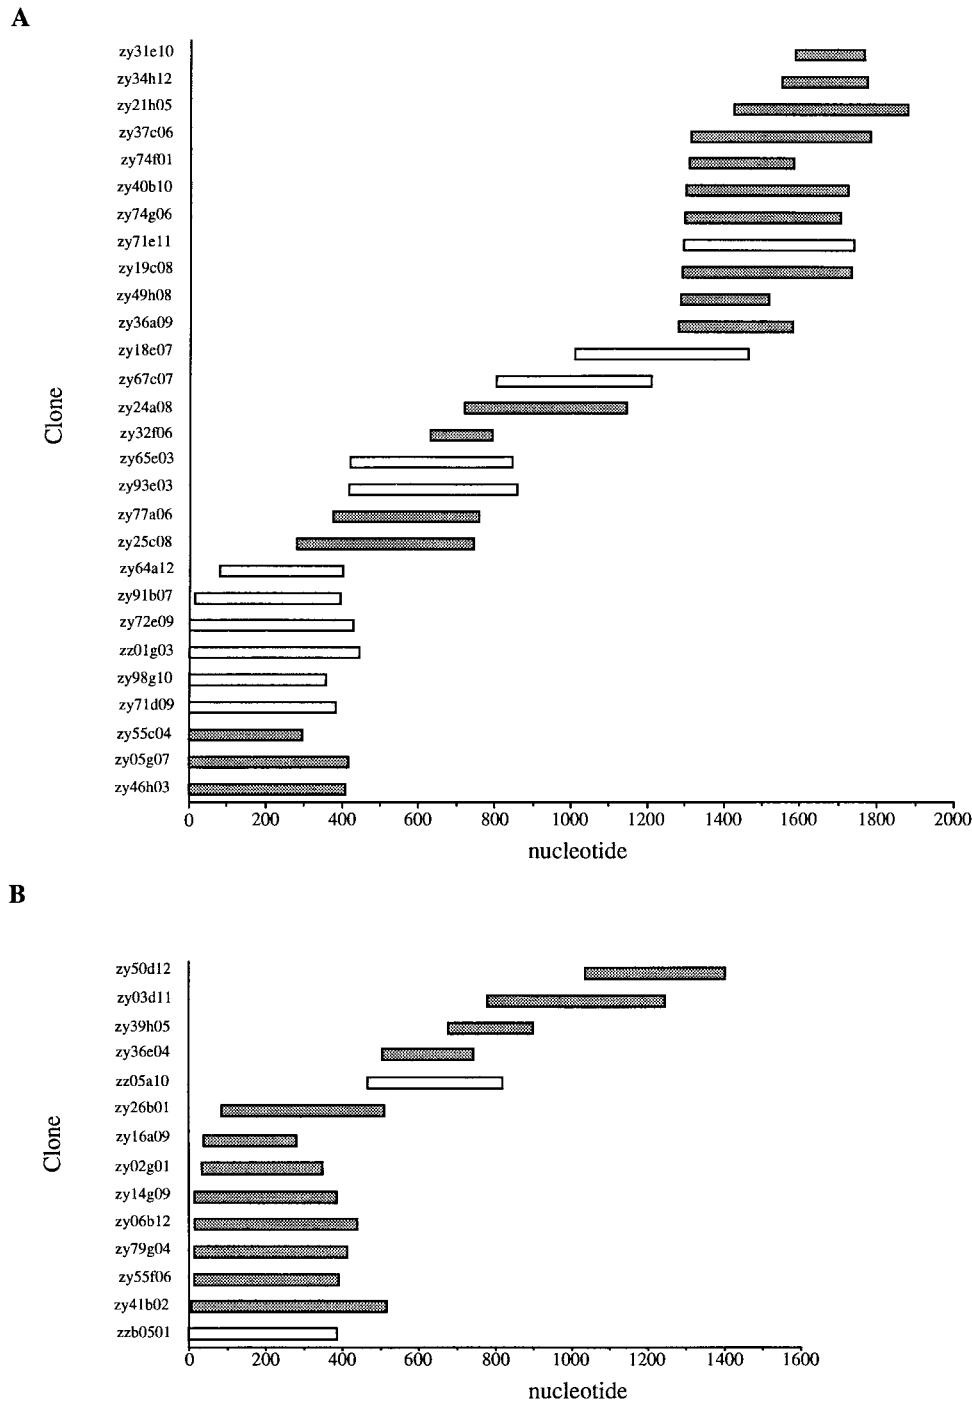 A
zy31e10
zy34h12
zy21h05
zy37c06
zy74f01
zy40b10
zy74g06
zy71e11
zy19c08
zy49h08
zy36a09
zy18e07
zy67c07
zy24a08
zy32f06
zy65e03
zy93e03
zy77a06
zy25c08
zy64a12
zy91b07
zy72e09
zz01g03
zy98g10
zy71d09
zy55c04
zy05g07
zy46h03
Clone
0 200 400 600 800 1000 1200 1400 1600 1800 2000
nucleotide
B
zy50d12
zy03d11
zy39h05
zy36e04
zz05a10
zy26b01
zy16a09
zy02g01
zy14g09
zy06b12
zy79g04
zy55f06
zy41b02
zzb0501
Clone
0 200 400 600 800 1000 1200 1400 1600
nucleotide